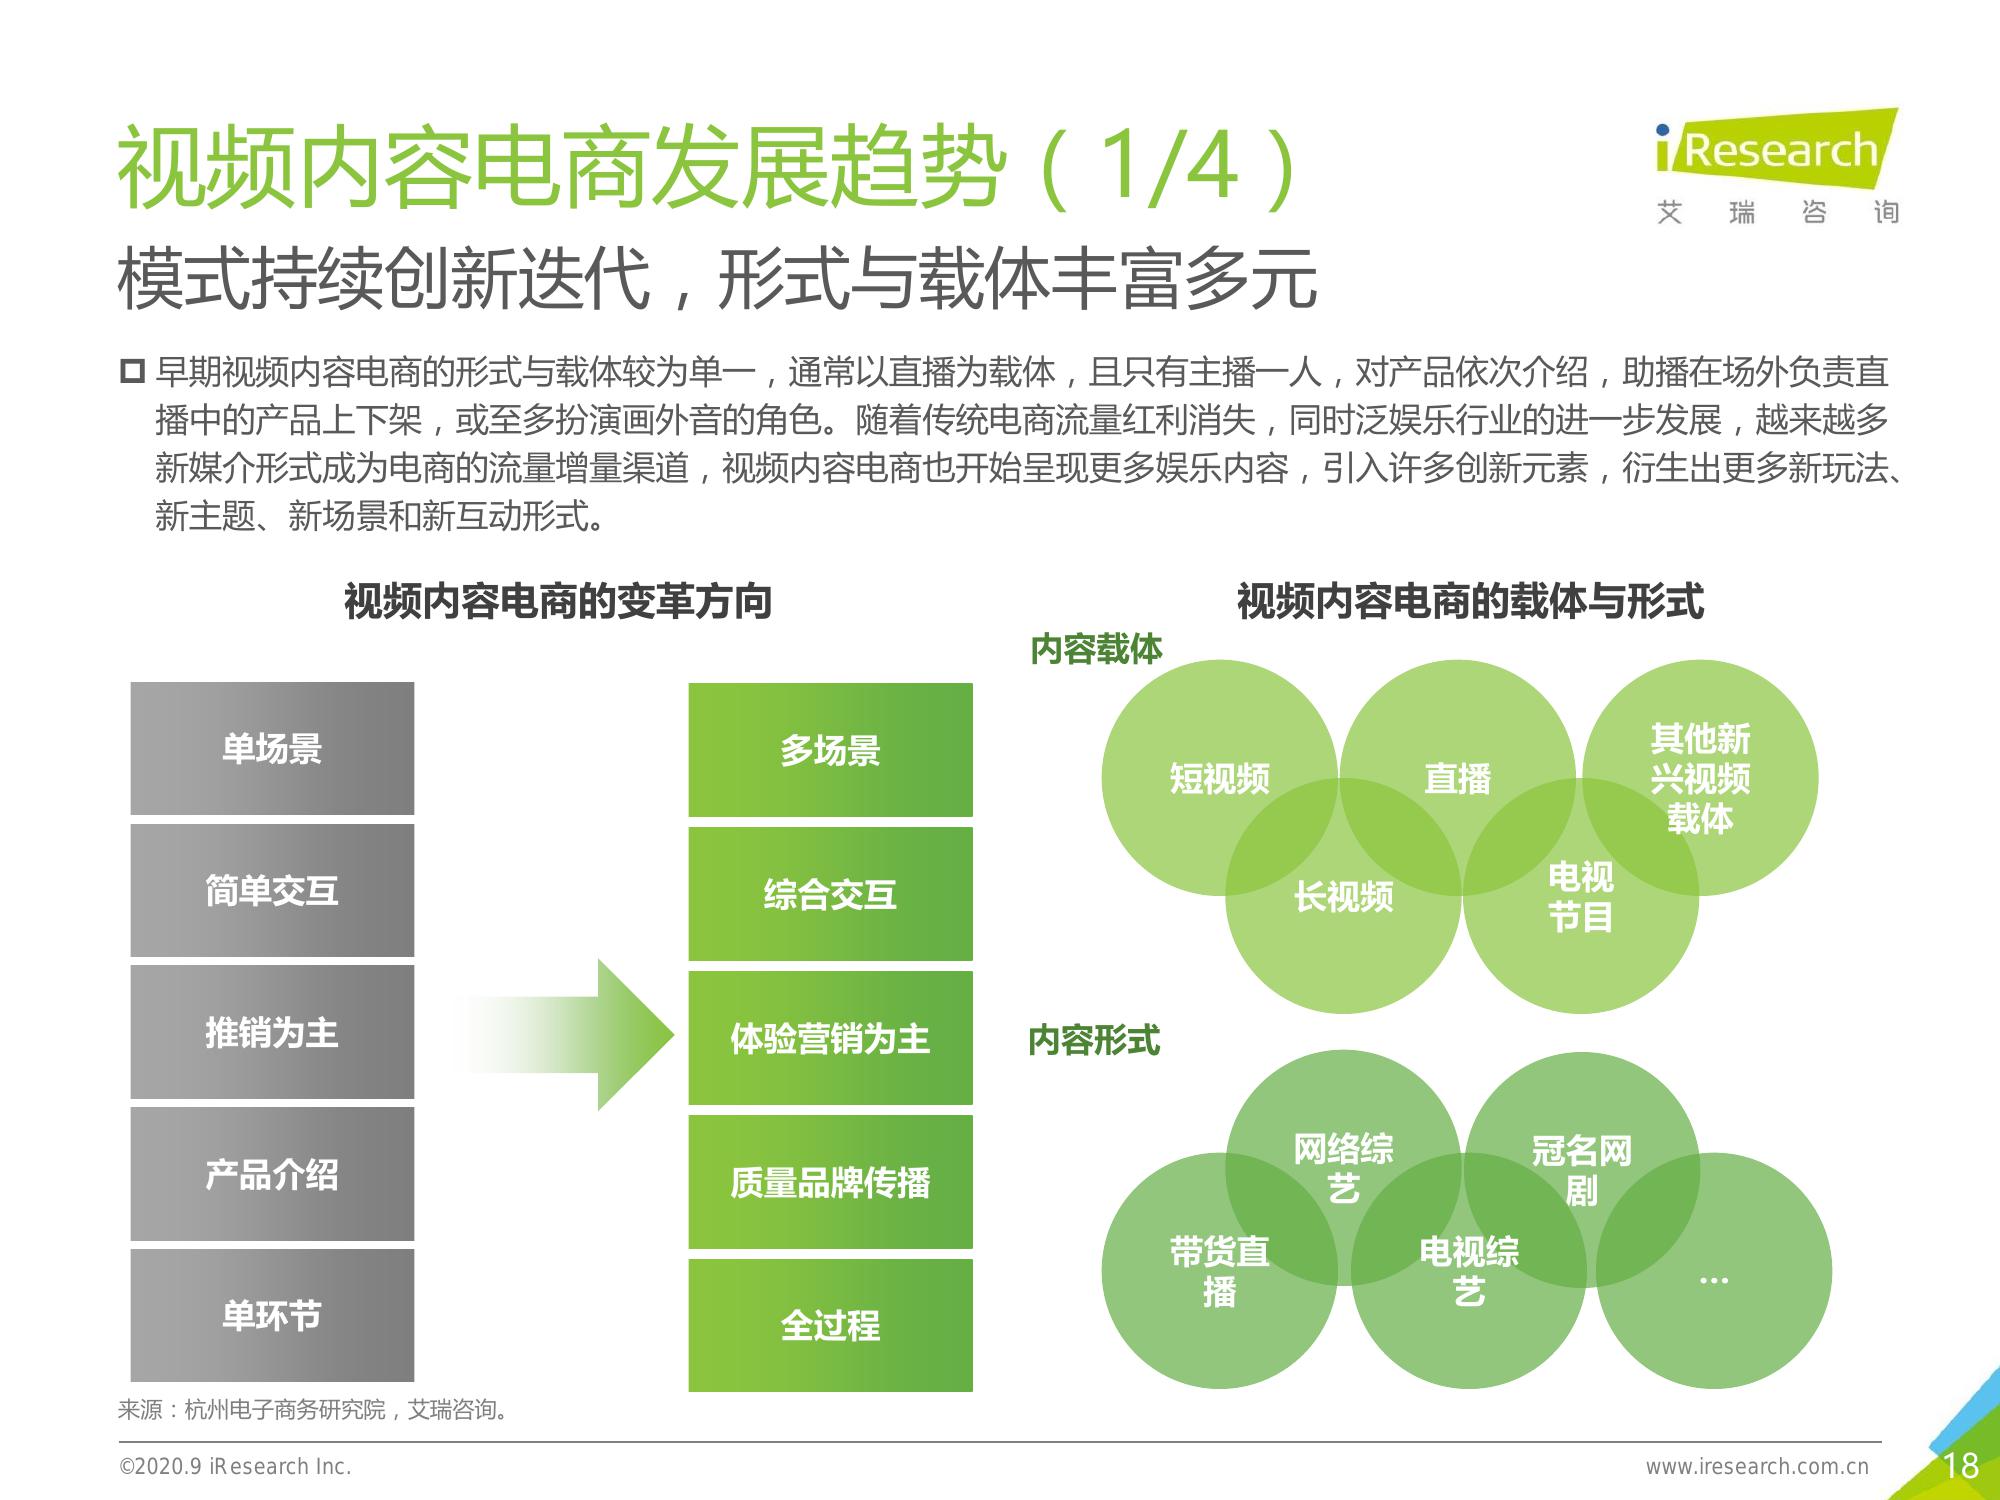 视频内容电商发展趋势（1/4）
iResearch
艾瑞咨询
模式持续创新迭代，形式与载体丰富多元
早期视频内容电商的形式与载体较为单一，通常以直播为载体，且只有主播一人，对产品依次介绍，助播在场外负责直
播中的产品上下架，或至多扮演画外音的角色。随着传统电商流量红利消失，同时泛娱乐行业的进一步发展，越来越多
新媒介形式成为电商的流量增量渠道，视频内容电商也开始呈现更多娱乐内容，引入许多创新元素，衍生出更多新玩法、
新主题、新场景和新互动形式。
视频内容电商的变革方向
单场景
简单交互
推销为主
产品介绍
单环节
多场景
综合交互
体验营销为主
质量品牌传播
全过程
视频内容电商的载体与形式
内容载体
短视频
直播
其他新
兴视频
载体
长视频
电视
节目
内容形式
网络综
艺
冠名网
剧
带货直
播
电视综
艺
...
来源：杭州电子商务研究院，艾瑞咨询。
©2020.9 iResearch Inc.
www.iresearch.com.cn
18